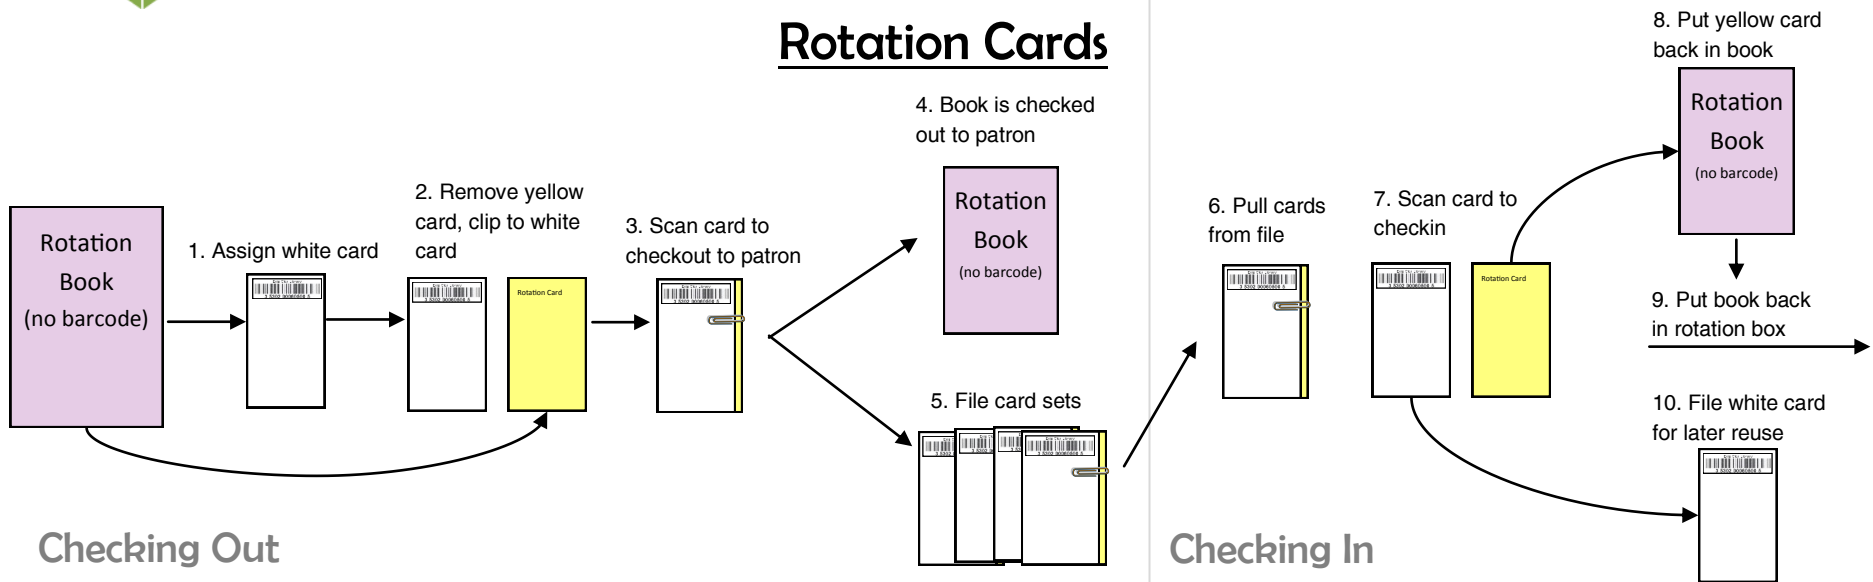 Rotation Cards
Rotation
Book
(no barcode)
1. Assign white card
2. Remove yellow
card, clip to white
card
Rotation Card
3. Scan card to
checkout to patron
4. Book is checked
out to patron
Rotation
Book
(no barcode)
5. File card sets
Checking Out
6. Pull cards
from file
7. Scan card to
checkin
Rotation Card
8. Put yellow card
back in book
Rotation
Book
(no barcode)
9. Put book back
in rotation box
10. File white card
for later reuse
Checking In